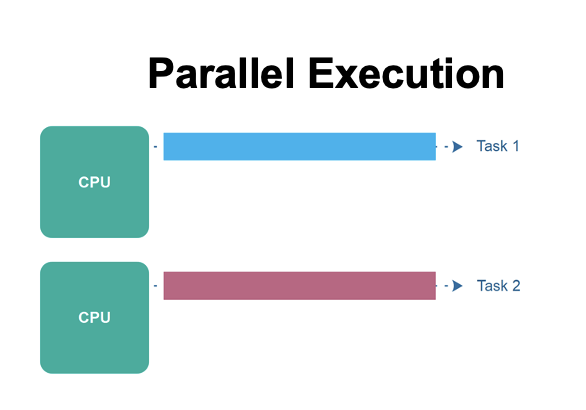 Parallel Execution
CPU
Task 1
CPU
Task 2